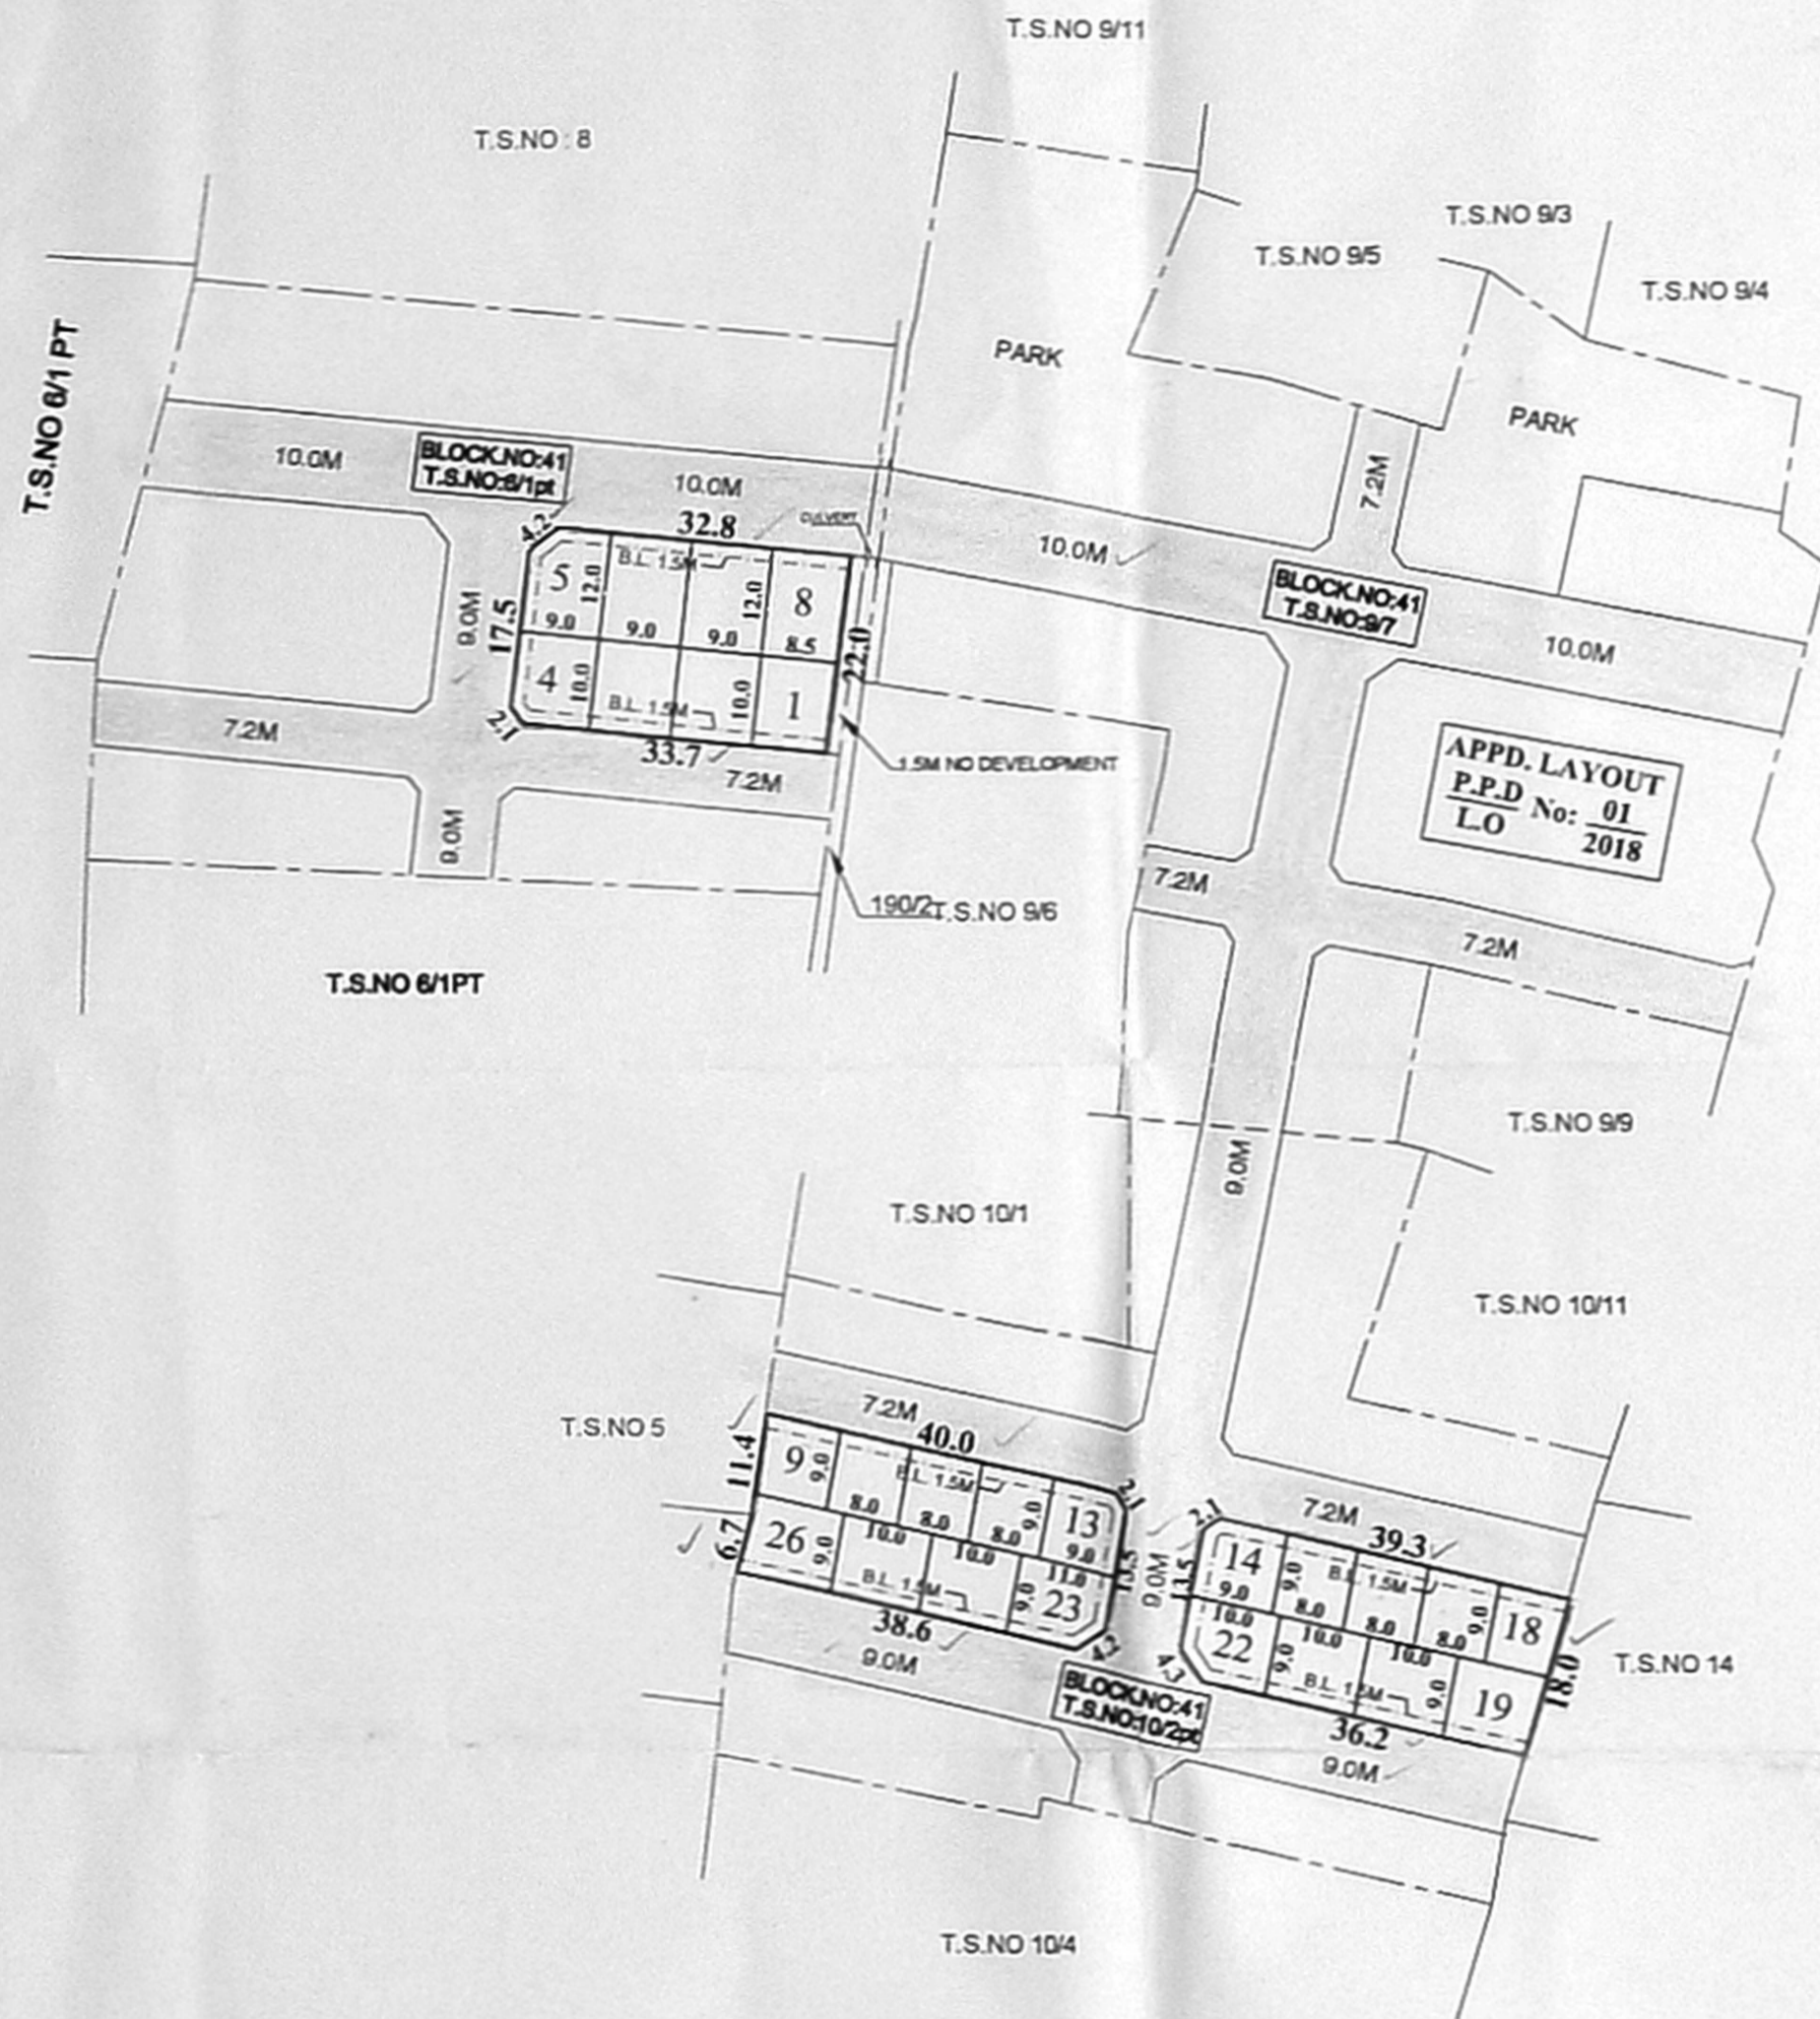 T.S.NO 9/11
T.S.NO : 8
T.S.NO 9/3
T.S.NO 9/5
T.S.NO 9/4
T.S.NO 6/1 PT
PARK
PARK
10.0M
BLOCK.NO:41
T.S.NO:6/1pt
10.0M
7.2M
4.2
32.8
CULVERT
10.0M
BLOCK.NO:41
T.S.NO:9/7
10.0M
5
12.0
B.L. 1.5M
12.0
8
9.0M
17.5
9.0
9.0
9.0
8.5
22.0
4
10.0
B.L. 1.5M
10.0
1
2.1
33.7
7.2M
7.2M
1.5M NO DEVELOPMENT
9.0M
APPD. LAYOUT
P.P.D
L.O
No:
01
2018
7.2M
190/2
T.S.NO 9/6
7.2M
T.S.NO 6/1PT
T.S.NO 9/9
9.0M
T.S.NO 10/1
T.S.NO 10/11
T.S.NO 5
7.2M
40.0
11.4
9
9.0
B.L. 1.5M
8.0
8.0
8.0
9.0
13
9.0
2.1
6.7
26
9.0
10.0
10.0
11.0
B.L. 1.5M
9.0
23
13.5
38.6
4.2
9.0M
9.0M
2.1
7.2M
39.3
13.5
14
9.0
9.0
B.L. 1.5M
8.0
8.0
8.0
9.0
18
10.0
10.0
10.0
22
9.0
B.L. 1.5M
9.0
19
18.0
T.S.NO 14
4.3
36.2
BLOCK.NO:41
T.S.NO:10/2pt
9.0M
T.S.NO 10/4